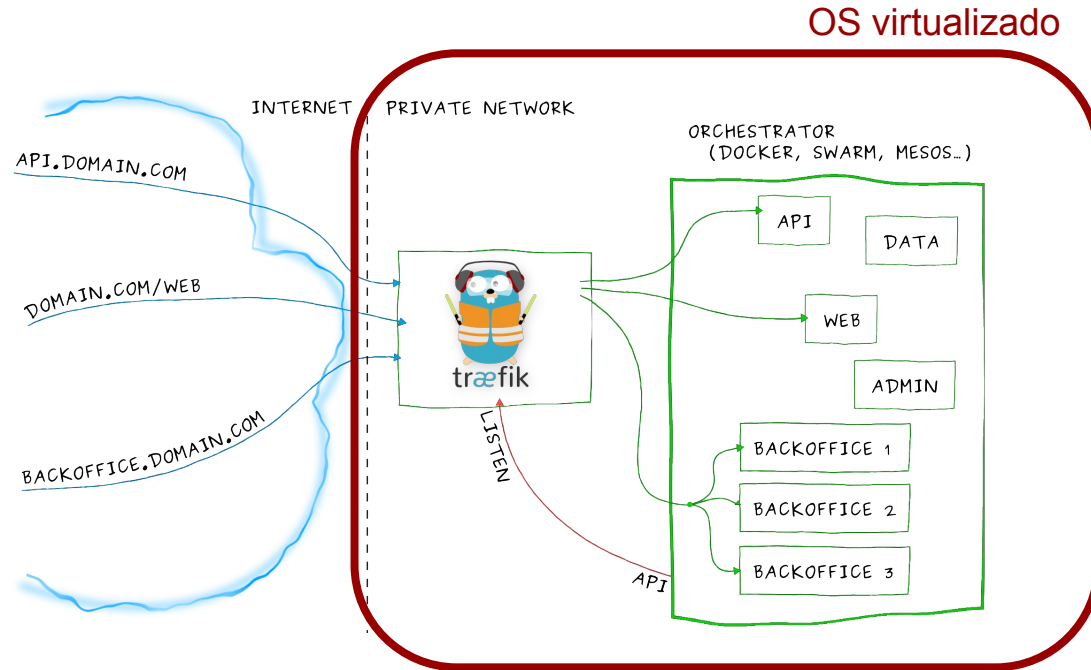 OS virtualizado
INTERNET
PRIVATE NETWORK
ORCHESTRATOR
(DOCKER, SWARM, MESOS…)
API.DOMAIN.COM
DOMAIN.COM/WEB
BACKOFFICE.DOMAIN.COM
træfik
LISTEN
API
API
DATA
WEB
ADMIN
BACKOFFICE 1
BACKOFFICE 2
BACKOFFICE 3